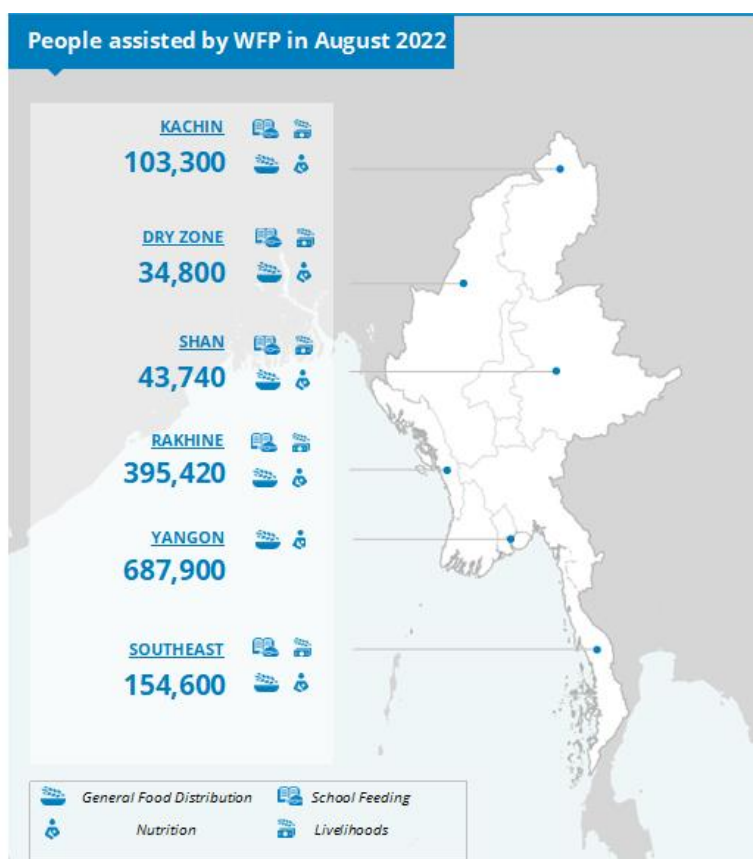 People assisted by WFP in August 2022
KACHIN
103,300
DRY ZONE
34,800
SHAN
43,740
RAKHINE
395,420
YANGON
687,900
SOUTHEAST
154,600
General Food Distribution
School Feeding
Nutrition
Livelihoods